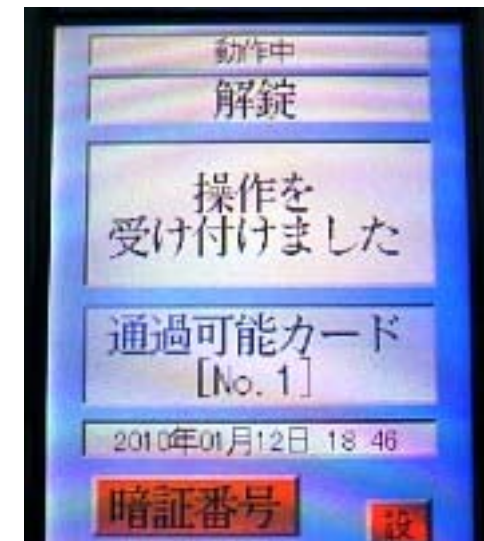 動作中
解錠
操作を
受け付けました
通過可能カード
[No. 1]
2010年01月12日 18 46
暗証番号
設